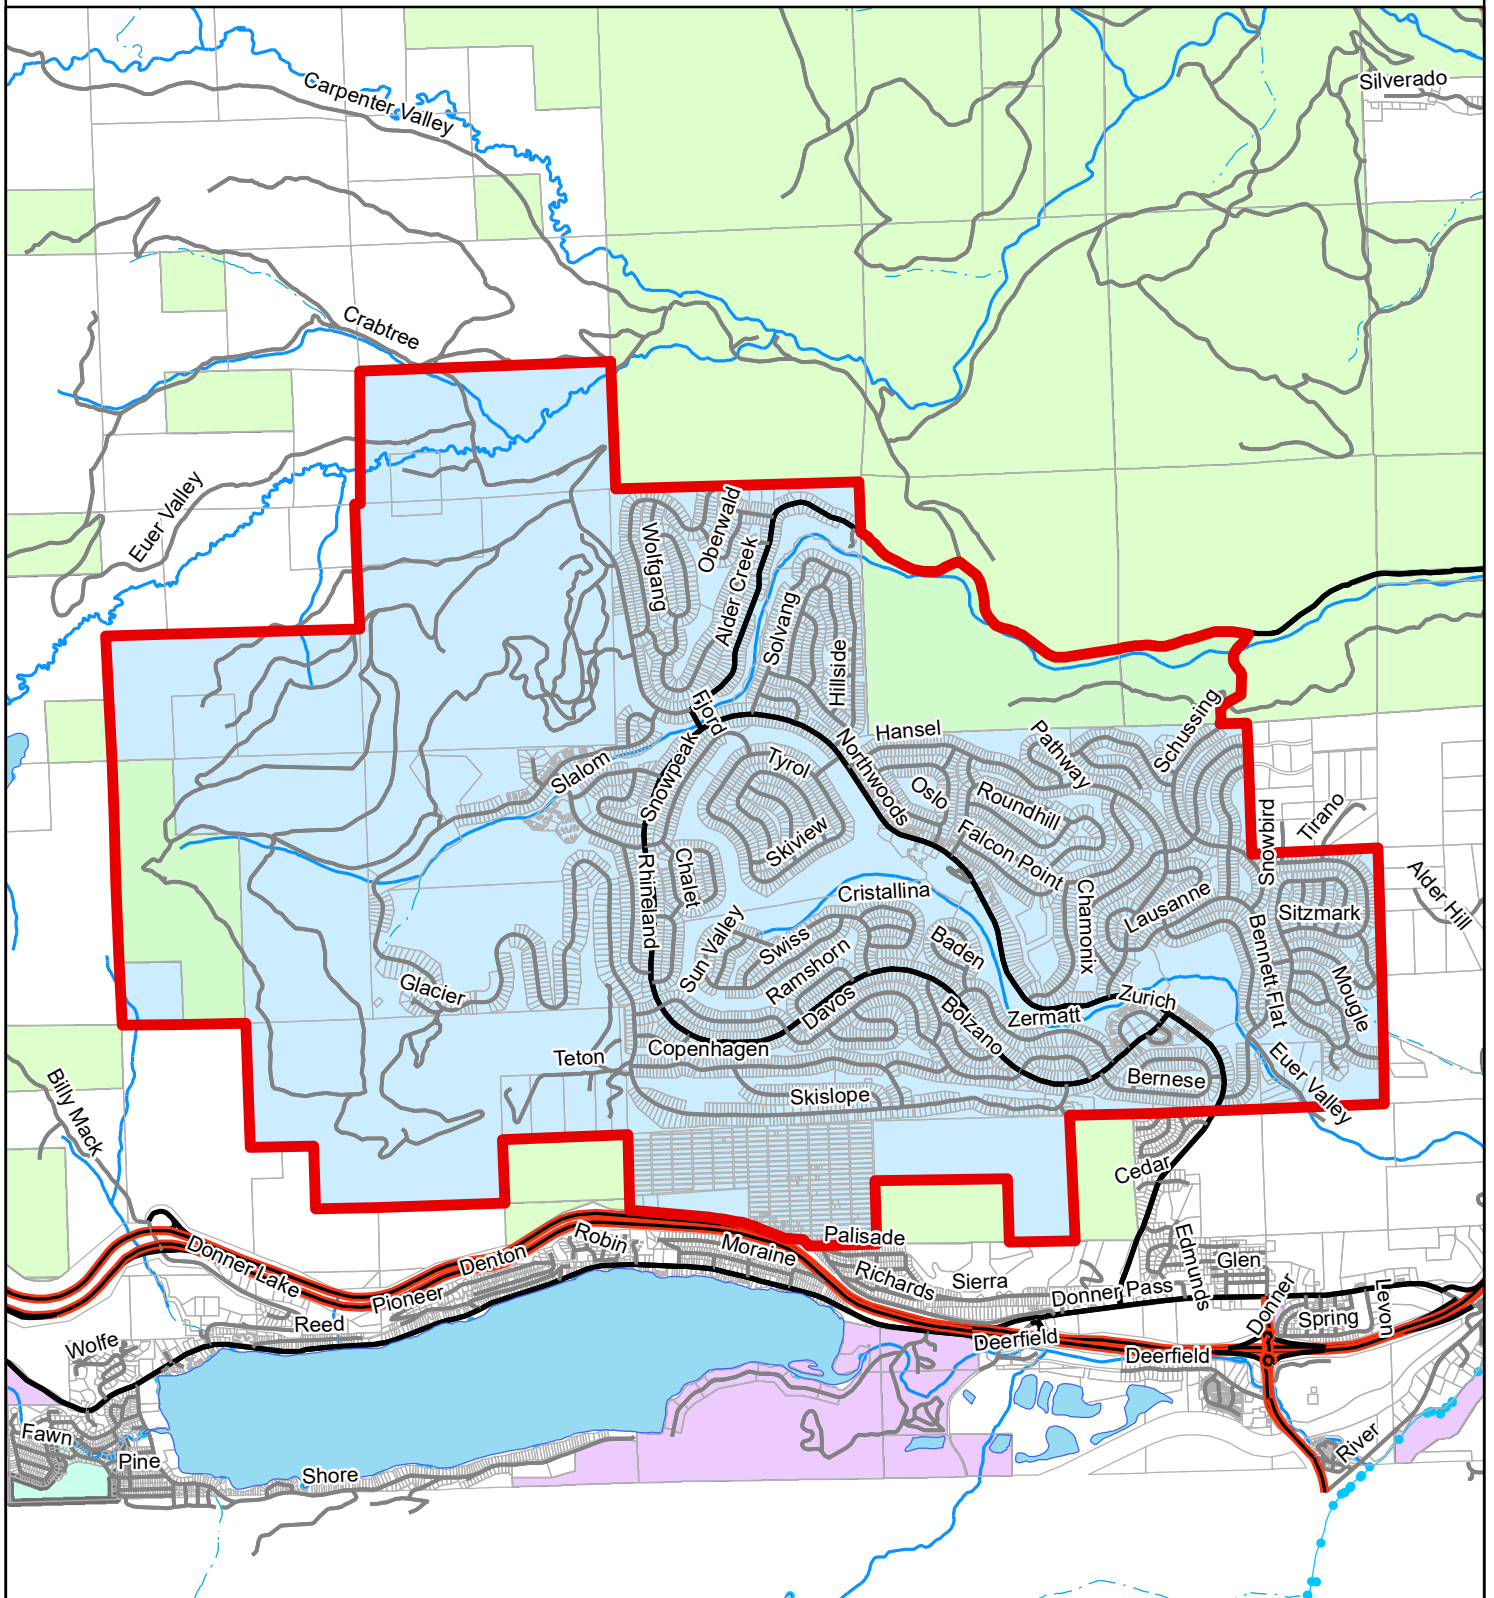 Silverado
Carpenter Valley
Crabtree
Euer Valley
Oberwald
Wolfgang
Alder Creek
Solvang
Hillside
Fjord
Schussing
Hansel
Pathway
Northwoods
Tyrol
Slalom
Snowpeak
Oslo
Roundhill
Skiview
Falcon Point
Snowbird
Tirano
Rhineland
Chalet
Cristallina
Chamonix
Lausanne
Alder Hill
Sitzmark
Sun Valley
Swiss
Baden
Bennett Flat
Ramshorn
Glacier
Davos
Bolzano
Zurich
Mougle
Zermatt
Copenhagen
Teton
Bernese
Euer Valley
Skislope
Billy Mack
Cedar
Palisade
Robin
Moraine
Denton
Donner Lake
Edmunds
Glen
Richards
Sierra
Donner Pass
Donner
Levon
Pioneer
Reed
Spring
Wolfe
Deerfield
Deerfield
Fawn
Pine
Shore
River